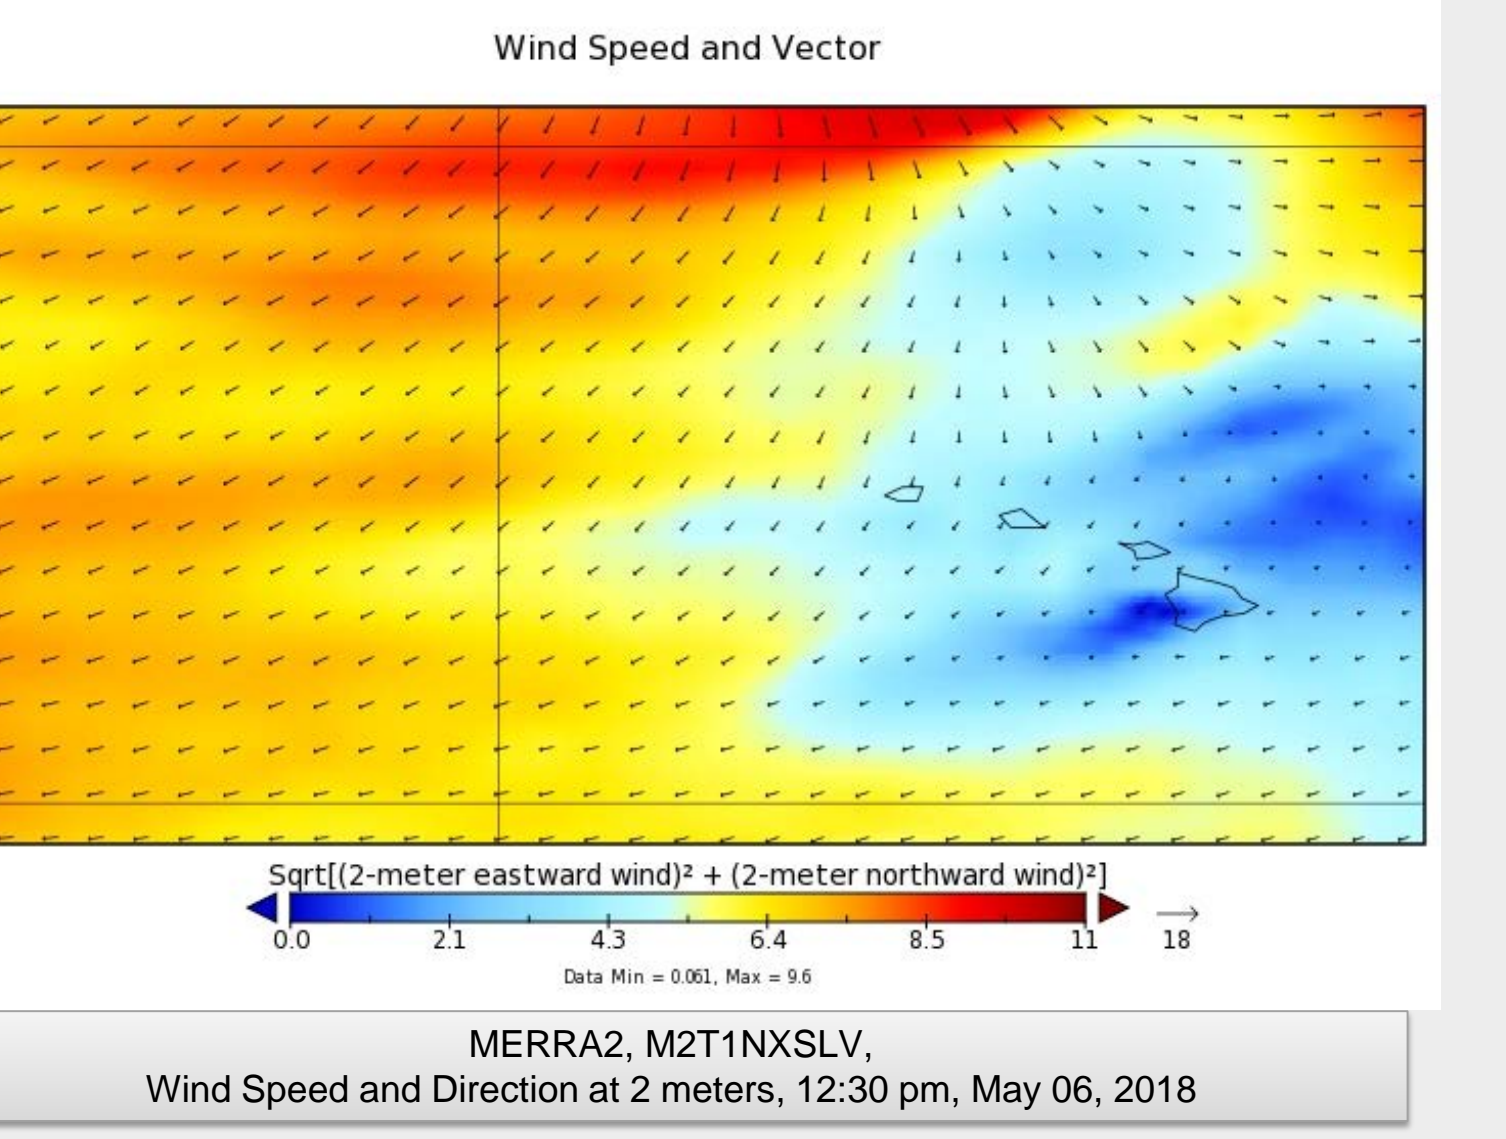 Wind Speed and Vector
Sqrt[(2-meter eastward wind)² + (2-meter northward wind)²]
0.0 2.1 4.3 6.4 8.5 11 18
Data Min = 0.061, Max = 9.6
MERRA2, M2T1NXSLV,
Wind Speed and Direction at 2 meters, 12:30 pm, May 06, 2018